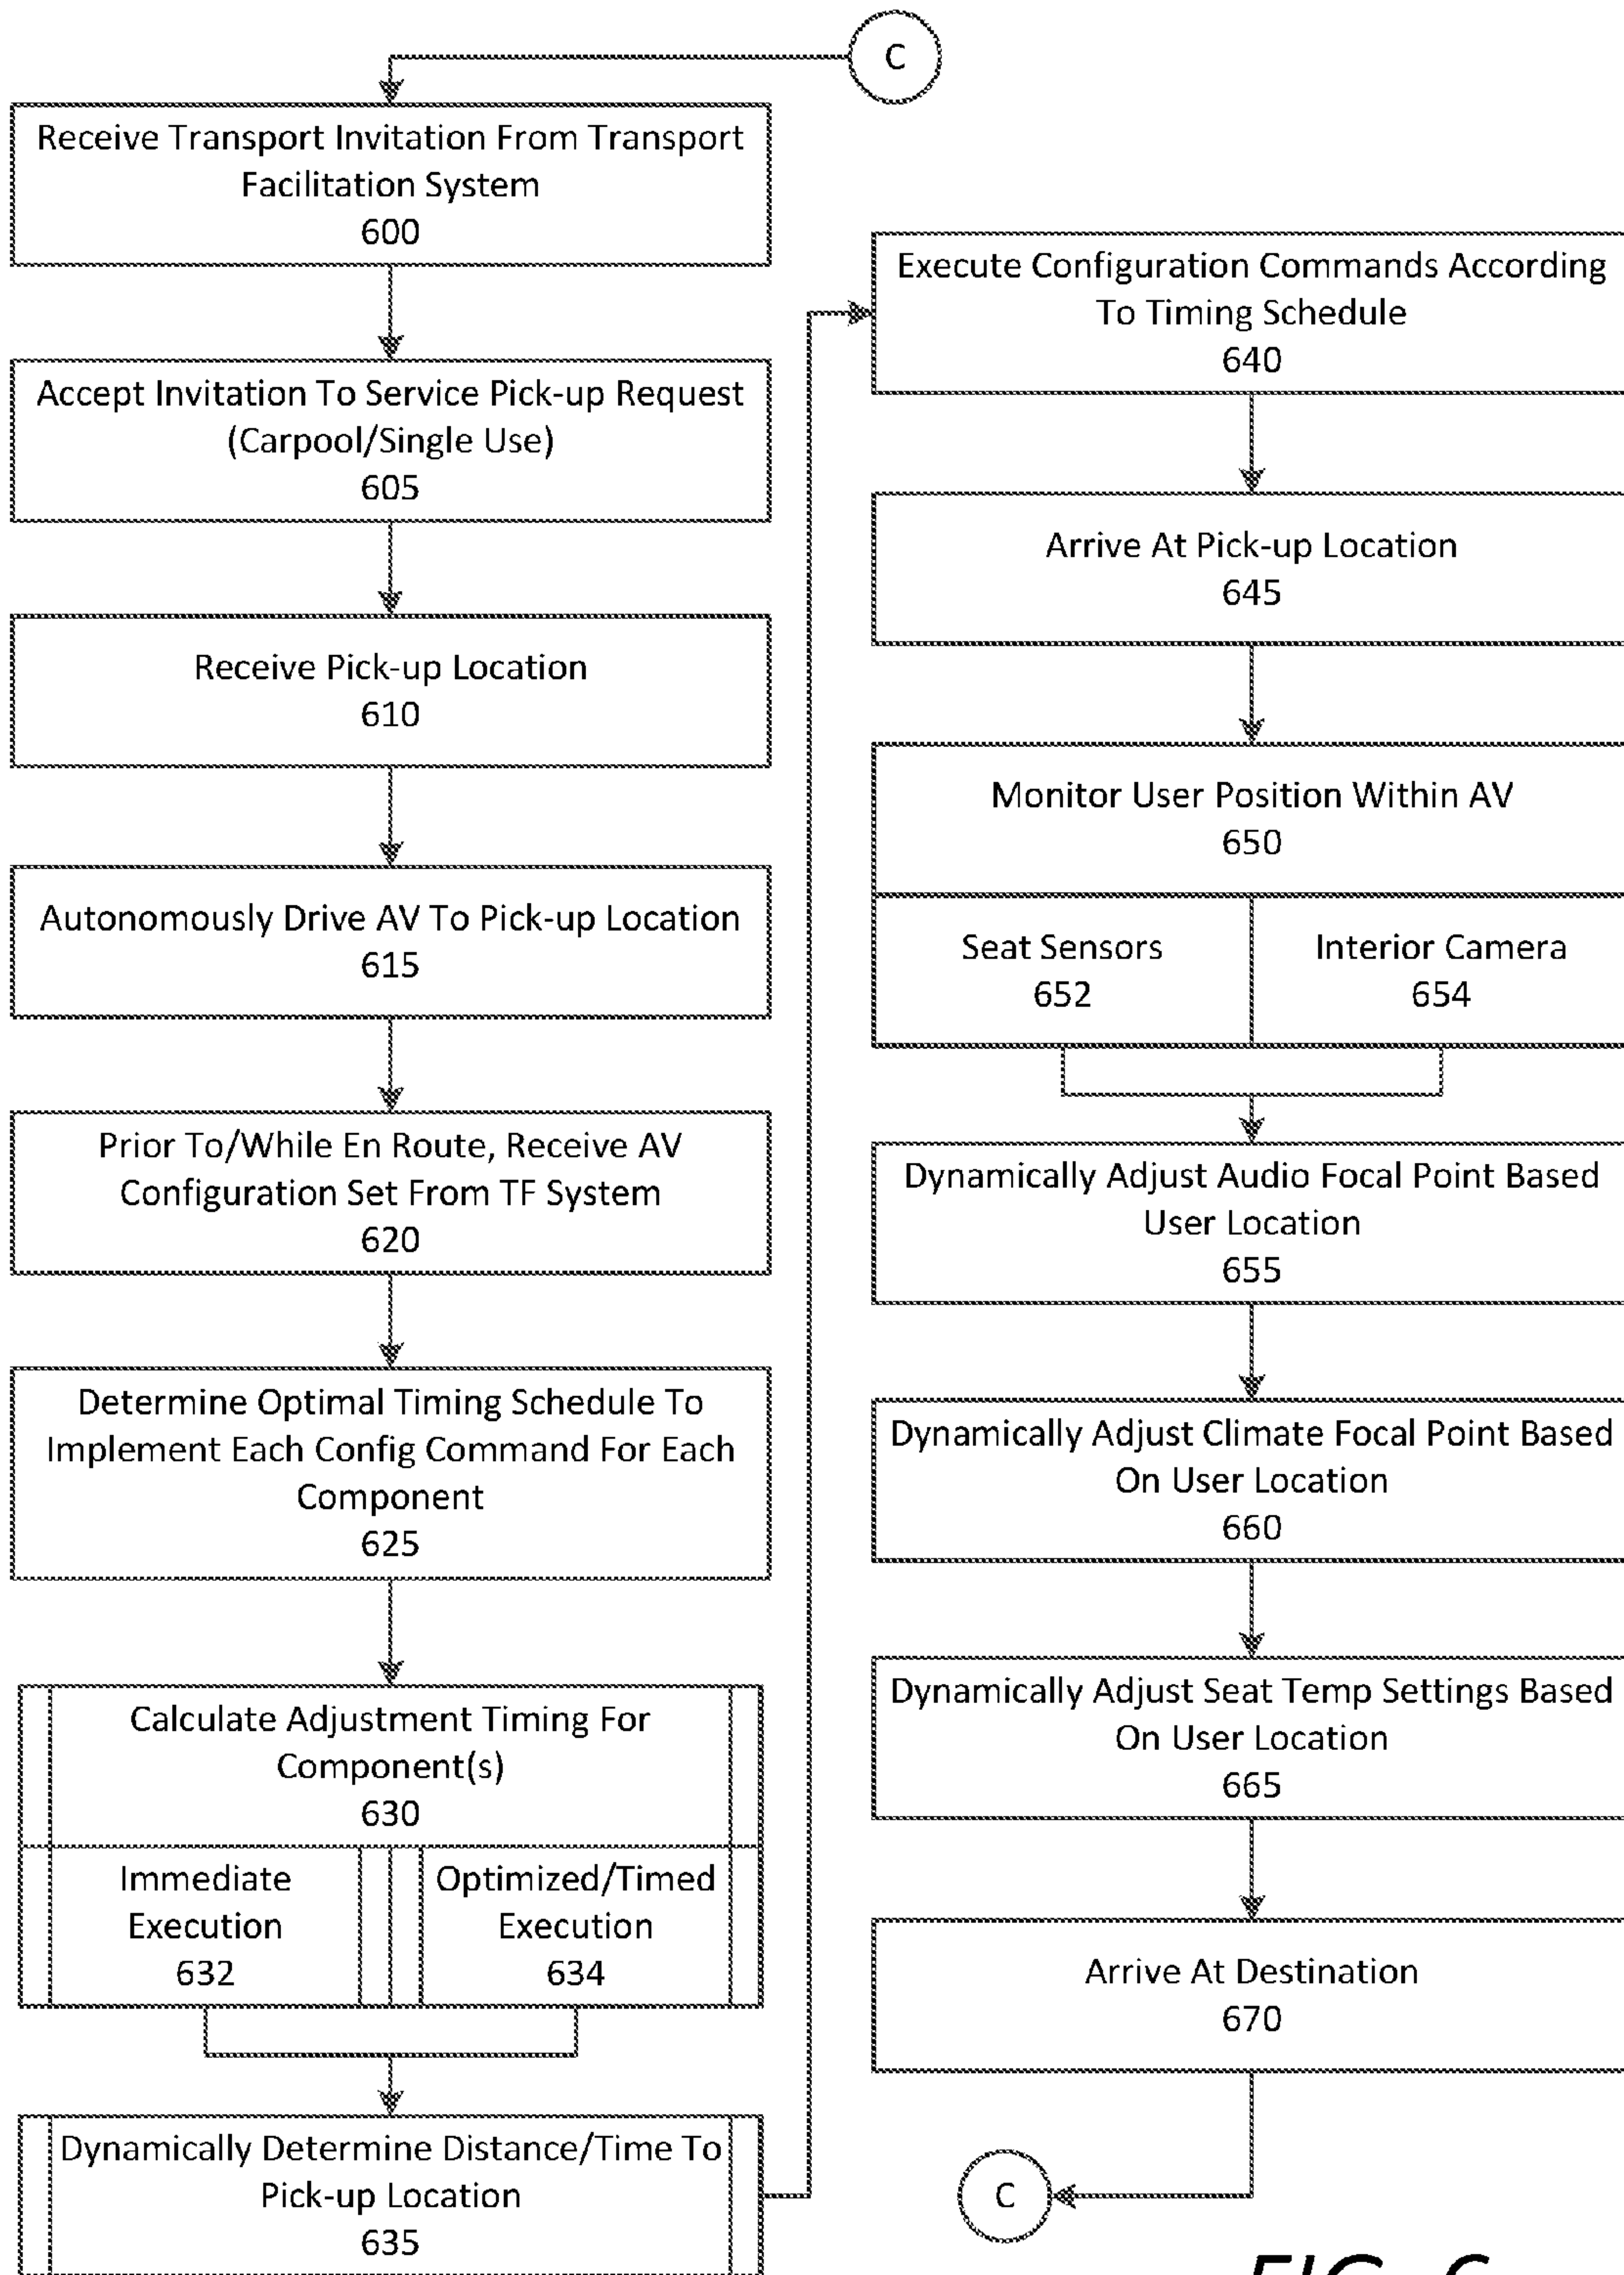 C
Receive Transport Invitation From Transport
Facilitation System
600
Accept Invitation To Service Pick-up Request
(Carpool/Single Use)
605
Receive Pick-up Location
610
Autonomously Drive AV To Pick-up Location
615
Prior To/While En Route, Receive AV
Configuration Set From TF System
620
Determine Optimal Timing Schedule To
Implement Each Config Command For Each
Component
625
Calculate Adjustment Timing For
Component(s)
630
Immediate
Execution
632
Optimized/Timed
Execution
634
Dynamically Determine Distance/Time To
Pick-up Location
635
Execute Configuration Commands According
To Timing Schedule
640
Arrive At Pick-up Location
645
Monitor User Position Within AV
650
Seat Sensors
652
Interior Camera
654
Dynamically Adjust Audio Focal Point Based
User Location
655
Dynamically Adjust Climate Focal Point Based
On User Location
660
Dynamically Adjust Seat Temp Settings Based
On User Location
665
Arrive At Destination
670
C
FIG. 6